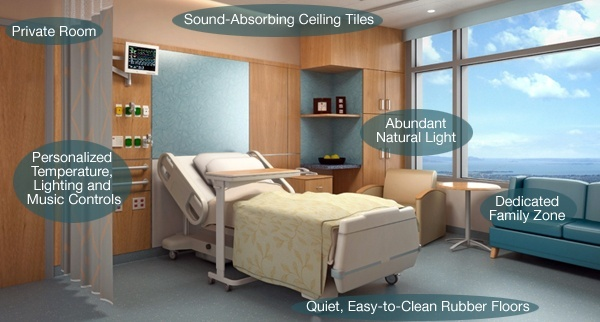 Sound-Absorbing Ceiling Tiles
Private Room
Abundant
Natural Light
Personalized
Temperature,
Lighting and
Music Controls
Dedicated
Family Zone
Quiet, Easy-to-Clean Rubber Floors